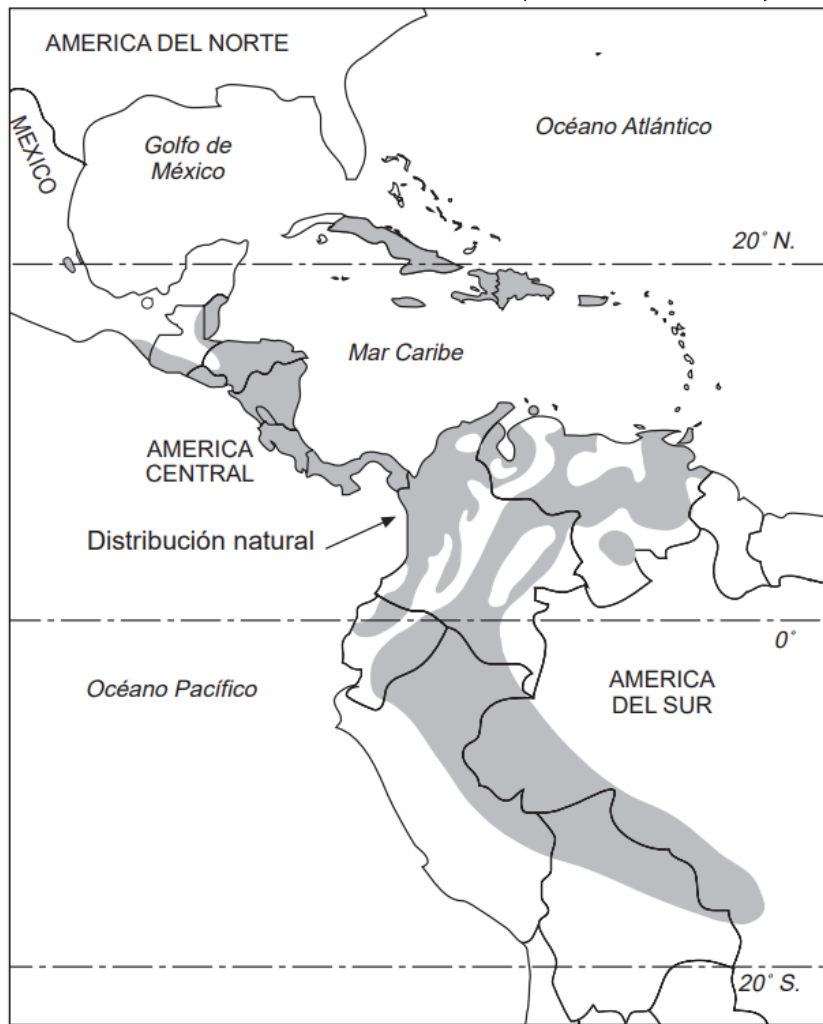 AMERICA DEL NORTE
MEXICO
Golfo de
México
Océano Atlántico
20° N.
Mar Caribe
AMERICA
CENTRAL
Distribución natural
0°
Océano Pacífico
AMERICA
DEL SUR
20° S.